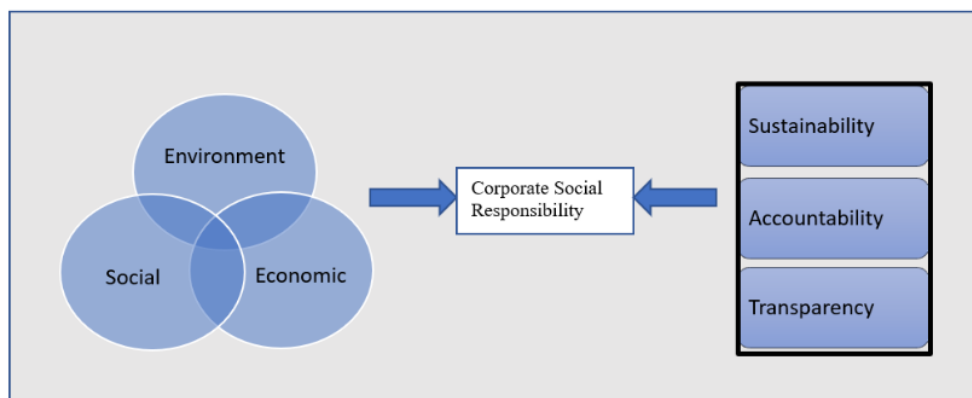 Environment
Social
Economic
Corporate Social
Responsibility
Sustainability
Accountability
Transparency